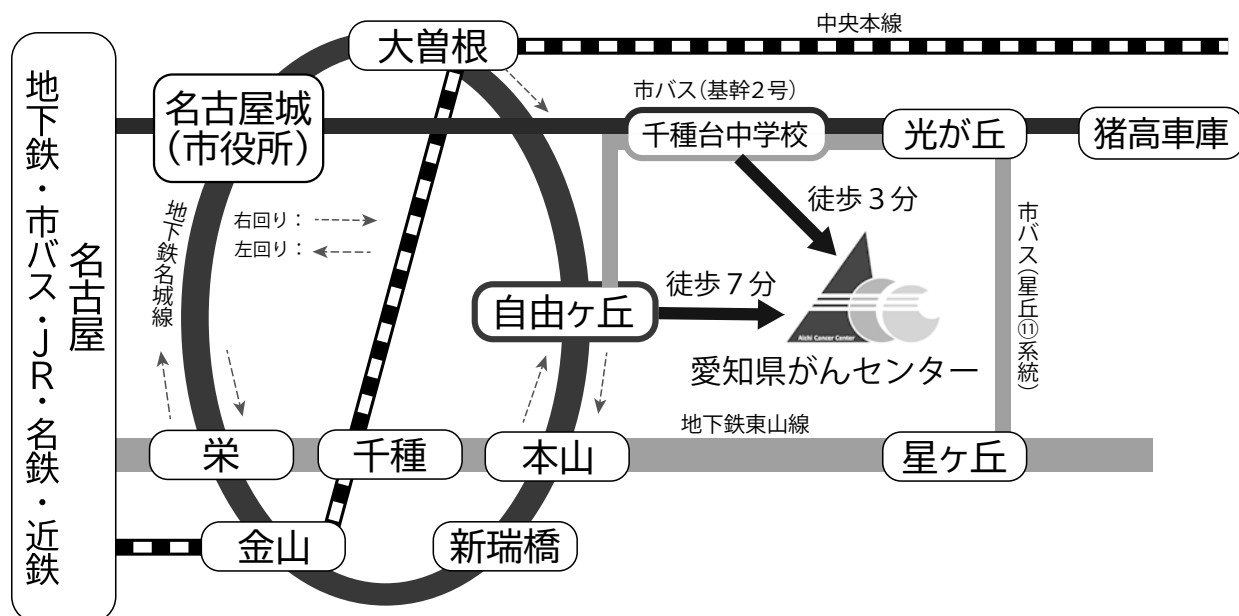 中央本線
大曽根
市バス（基幹２号）
名古屋城
（市役所）
千種台中学校
光が丘
猪高車庫
地下鉄・市バス・ＪＲ・名鉄・近鉄
名古屋
地下鉄名城線
右回り：
左回り：
徒歩３分
徒歩７分
自由ヶ丘
Aichi Cancer Center
愛知県がんセンター
市バス（星丘⑪系統）
地下鉄東山線
栄
千種
本山
星ヶ丘
金山
新瑞橋